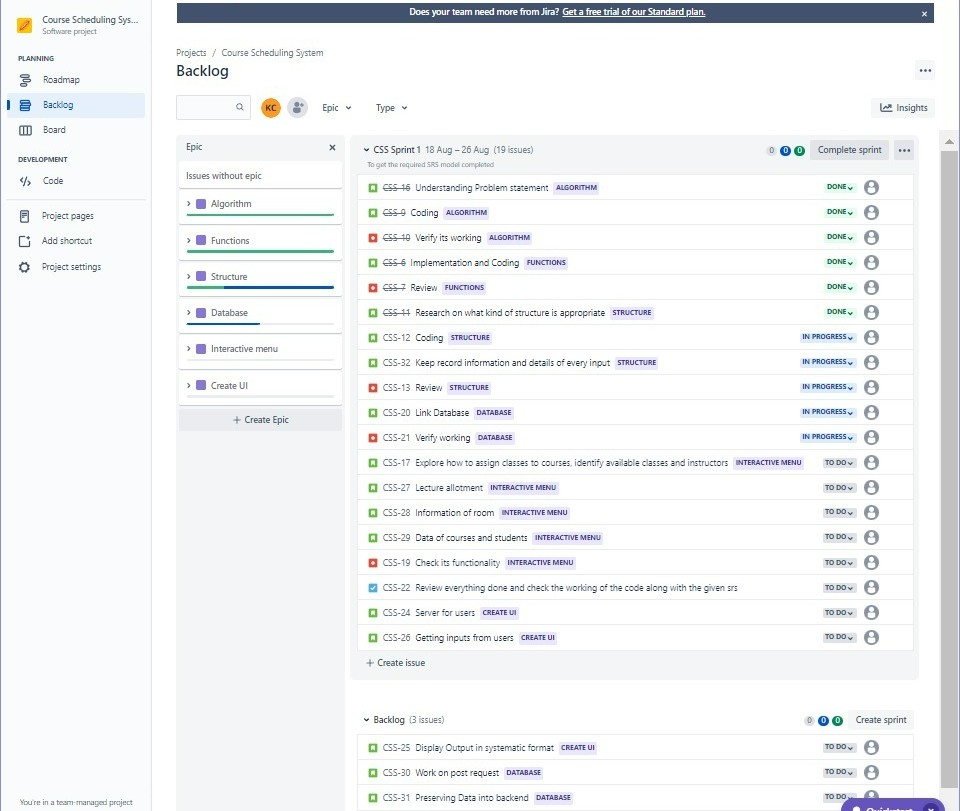 Does your team need more from Jira? Get a free trial of our Standard plan.
Course Scheduling Sys...
Software project
PLANNING
Roadmap
Backlog
Board
DEVELOPMENT
Code
Project pages
Add shortcut
Project settings
You're in a team-managed project
Projects / Course Scheduling System
Backlog
KC
Epic
Type
Insights
Epic
Issues without epic
Algorithm
Functions
Structure
Database
Interactive menu
Create UI
+ Create Epic
CSS Sprint 1 18 Aug – 26 Aug (19 issues) 0 0 0 Complete sprint
To get the required SRS model completed
CSS-16 Understanding Problem statement ALGORITHM DONE
CSS-9 Coding ALGORITHM DONE
CSS-10 Verify its working ALGORITHM DONE
CSS-6 Implementation and Coding FUNCTIONS DONE
CSS-7 Review FUNCTIONS DONE
CSS-11 Research on what kind of structure is appropriate STRUCTURE DONE
CSS-12 Coding STRUCTURE IN PROGRESS
CSS-32 Keep record information and details of every input STRUCTURE IN PROGRESS
CSS-13 Review STRUCTURE IN PROGRESS
CSS-20 Link Database DATABASE IN PROGRESS
CSS-21 Verify working DATABASE IN PROGRESS
CSS-17 Explore how to assign classes to courses, identify available classes and instructors INTERACTIVE MENU TO DO
CSS-27 Lecture allotment INTERACTIVE MENU TO DO
CSS-28 Information of room INTERACTIVE MENU TO DO
CSS-29 Data of courses and students INTERACTIVE MENU TO DO
CSS-19 Check its functionality INTERACTIVE MENU TO DO
CSS-22 Review everything done and check the working of the code along with the given srs TO DO
CSS-24 Server for users CREATE UI TO DO
CSS-26 Getting inputs from users CREATE UI TO DO
+ Create issue
Backlog (3 issues) 0 0 0 Create sprint
CSS-25 Display Output in systematic format CREATE UI TO DO
CSS-30 Work on post request DATABASE TO DO
CSS-31 Preserving Data into backend DATABASE TO DO
Quickstart